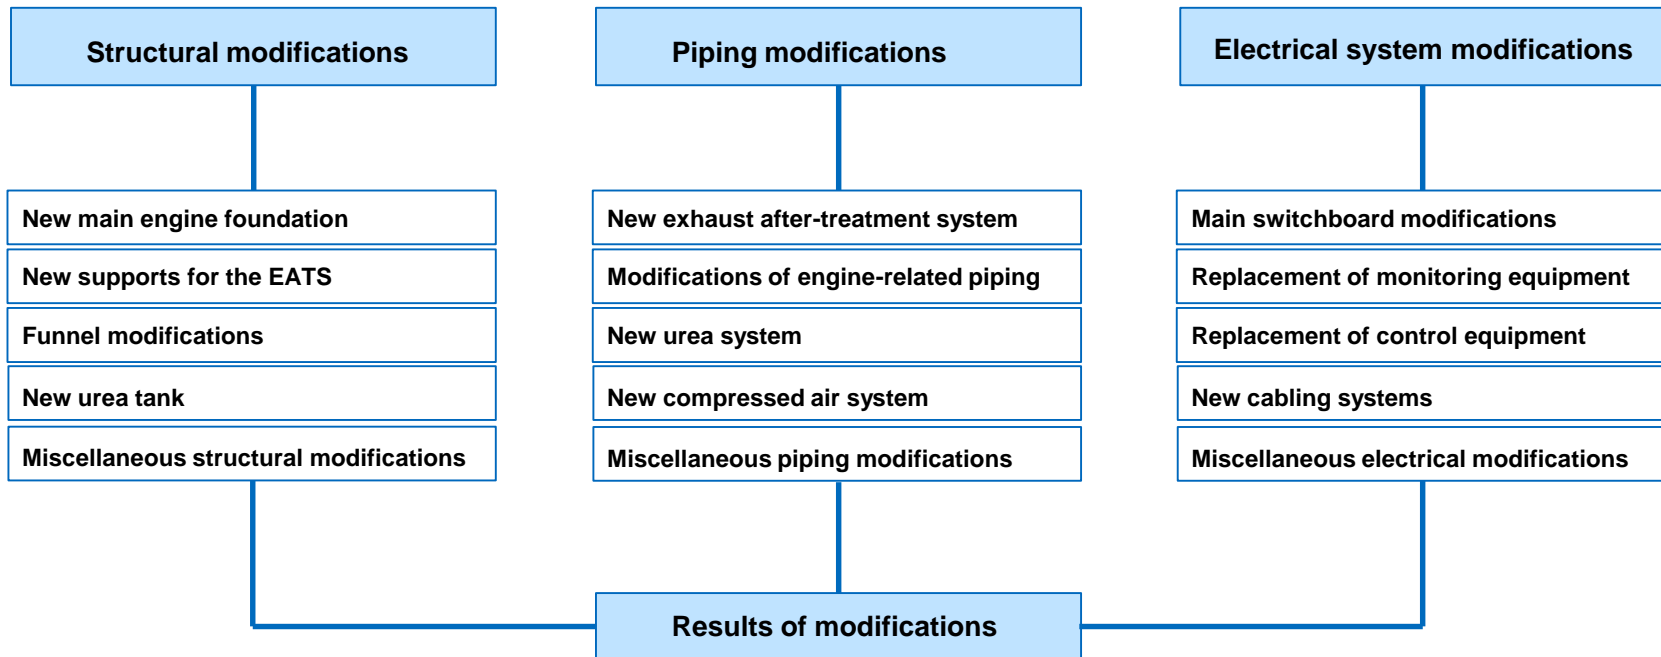 Structural modifications
Piping modifications
Electrical system modifications
New main engine foundation
New supports for the EATS
Funnel modifications
New urea tank
Miscellaneous structural modifications
New exhaust after-treatment system
Modifications of engine-related piping
New urea system
New compressed air system
Miscellaneous piping modifications
Main switchboard modifications
Replacement of monitoring equipment
Replacement of control equipment
New cabling systems
Miscellaneous electrical modifications
Results of modifications